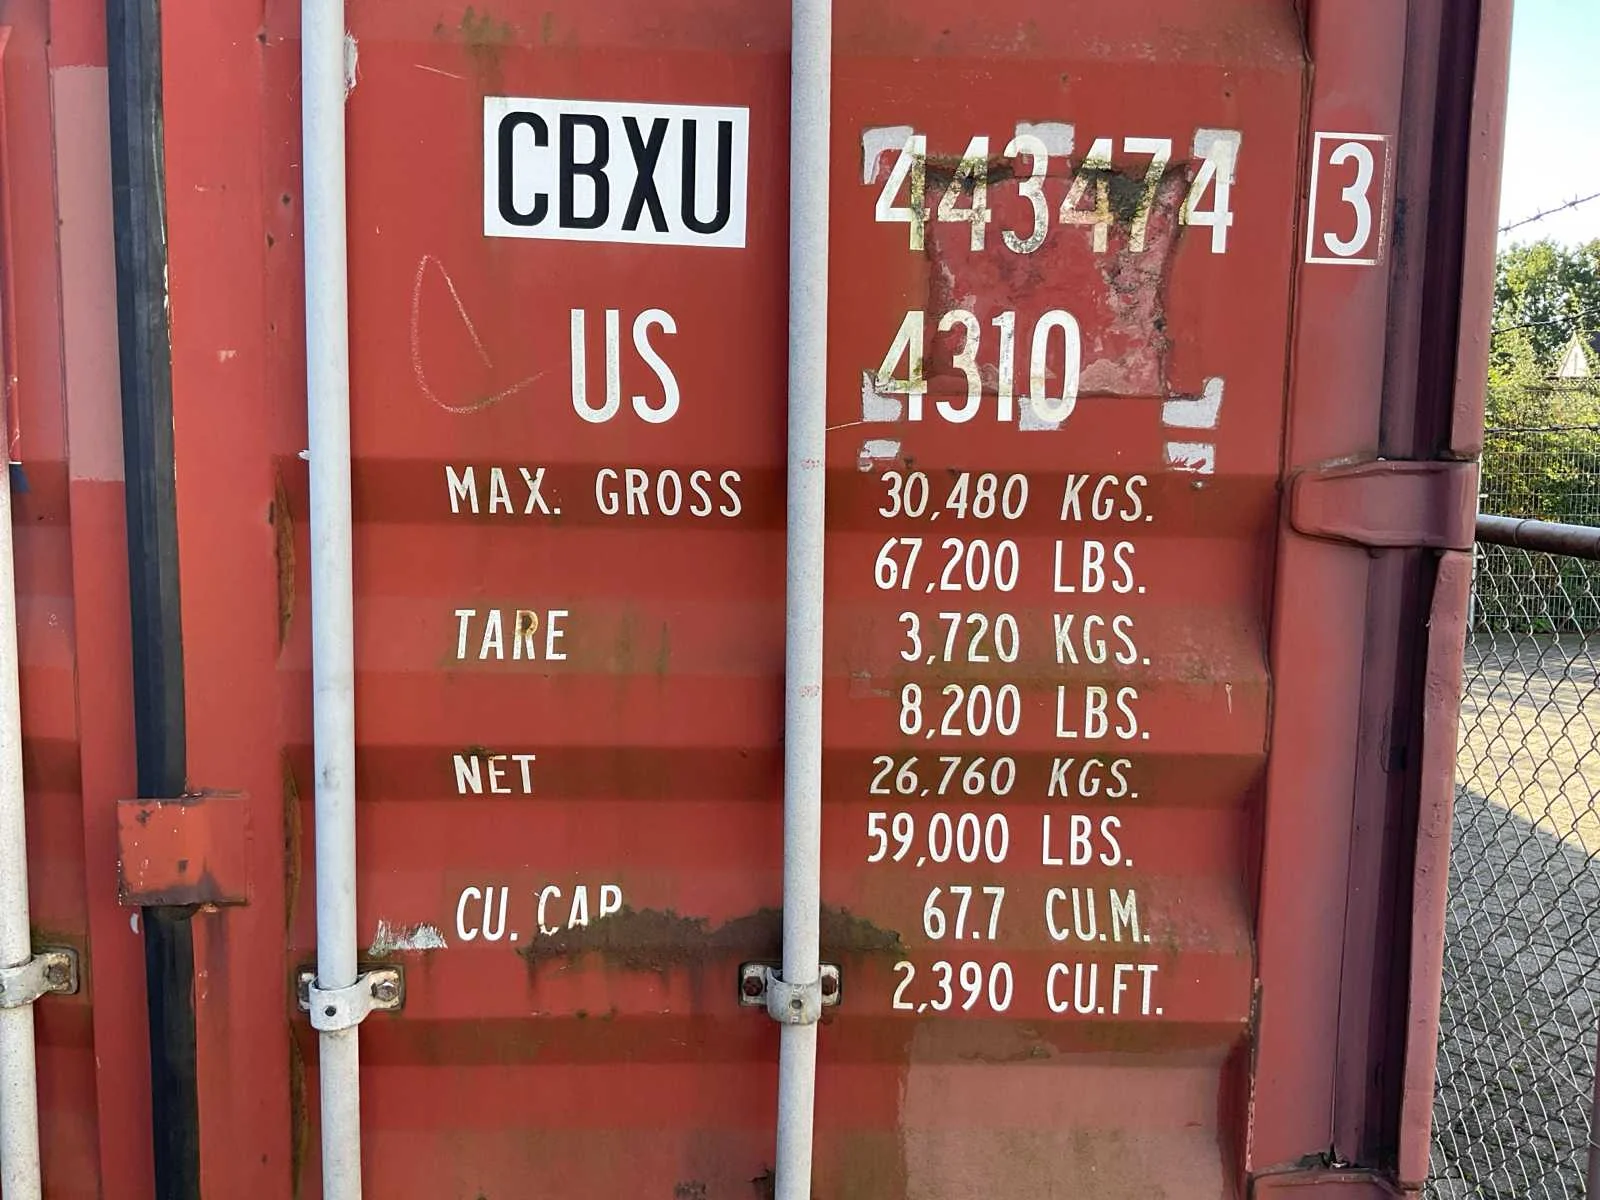 CBXU 443474 3
US 4310
MAX. GROSS 30,480 KGS.
67,200 LBS.
TARE 3,720 KGS.
8,200 LBS.
NET 26,760 KGS.
59,000 LBS.
CU. CAP 67.7 CU.M.
2,390 CU.FT.